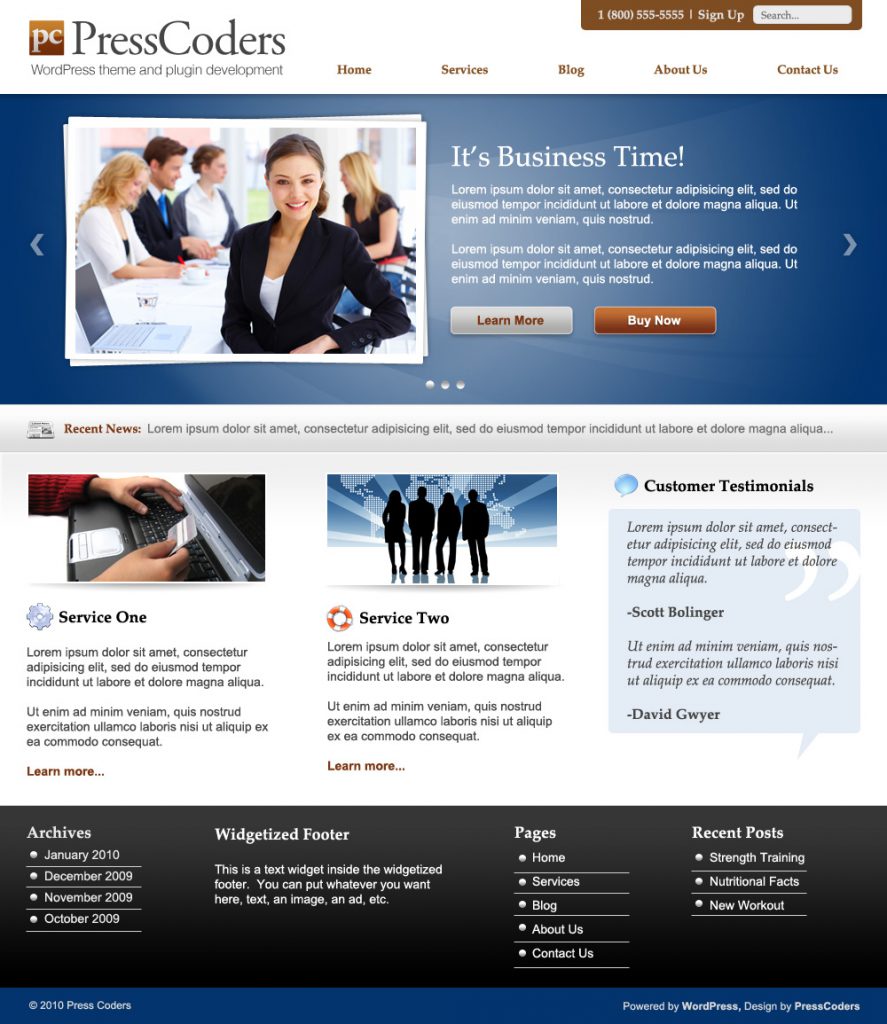 1 (800) 555-5555 | Sign Up Search...
pc PressCoders
WordPress theme and plugin development
Home Services Blog About Us Contact Us
It's Business Time!
Lorem ipsum dolor sit amet, consectetur adipisicing elit, sed do
eiusmod tempor incididunt ut labore et dolore magna aliqua. Ut
enim ad minim veniam, quis nostrud.
Lorem ipsum dolor sit amet, consectetur adipisicing elit, sed do
eiusmod tempor incididunt ut labore et dolore magna aliqua. Ut
enim ad minim veniam, quis nostrud.
Learn More Buy Now
Recent News: Lorem ipsum dolor sit amet, consectetur adipisicing elit, sed do eiusmod tempor incididunt ut labore et dolore magna aliqua...
Service One
Lorem ipsum dolor sit amet, consectetur
adipisicing elit, sed do eiusmod tempor
incididunt ut labore et dolore magna aliqua.
Ut enim ad minim veniam, quis nostrud
exercitation ullamco laboris nisi ut aliquip ex
ea commodo consequat.
Learn more...
Service Two
Lorem ipsum dolor sit amet, consectetur
adipisicing elit, sed do eiusmod tempor
incididunt ut labore et dolore magna aliqua.
Ut enim ad minim veniam, quis nostrud
exercitation ullamco laboris nisi ut aliquip
ex ea commodo consequat.
Learn more...
Customer Testimonials
Lorem ipsum dolor sit amet, consect-
etur adipisicing elit, sed do eiusmod
tempor incididunt ut labore et dolore
magna aliqua.
-Scott Bolinger
Ut enim ad minim veniam, quis nos-
trud exercitation ullamco laboris nisi
ut aliquip ex ea commodo consequat.
-David Gwyer
Archives
January 2010
December 2009
November 2009
October 2009
Widgetized Footer
This is a text widget inside the widgetized
footer. You can put whatever you want
here, text, an image, an ad, etc.
Pages
Home
Services
Blog
About Us
Contact Us
Recent Posts
Strength Training
Nutritional Facts
New Workout
© 2010 Press Coders
Powered by WordPress, Design by PressCoders